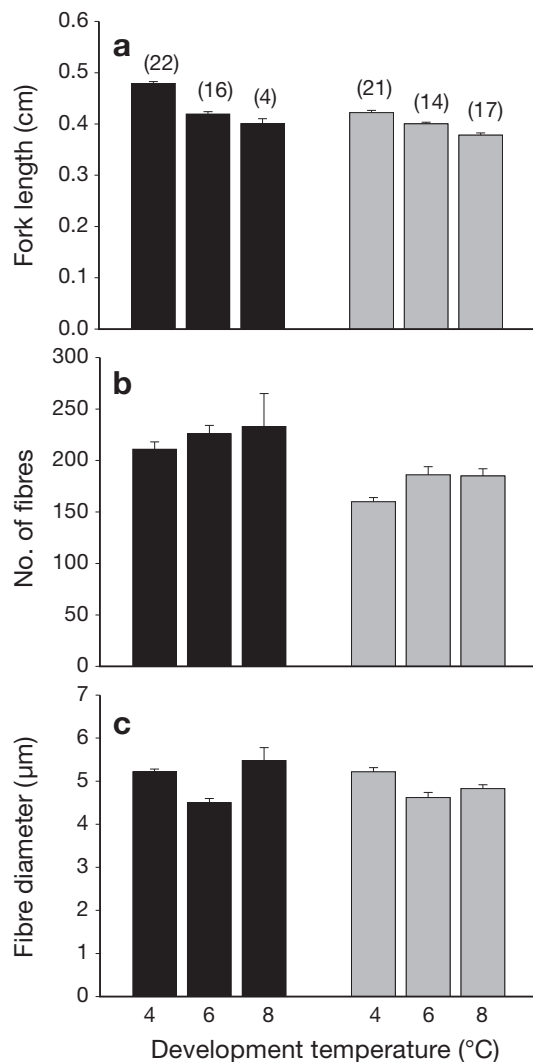 a
Fork length (cm)
0.6
0.5
0.4
0.3
0.2
0.1
0.0
(22) (16) (4) (21) (14) (17)
b
No. of fibres
300
250
200
150
100
50
0
c
Fibre diameter (µm)
7
6
5
4
3
2
1
0
4 6 8 4 6 8
Development temperature (°C)